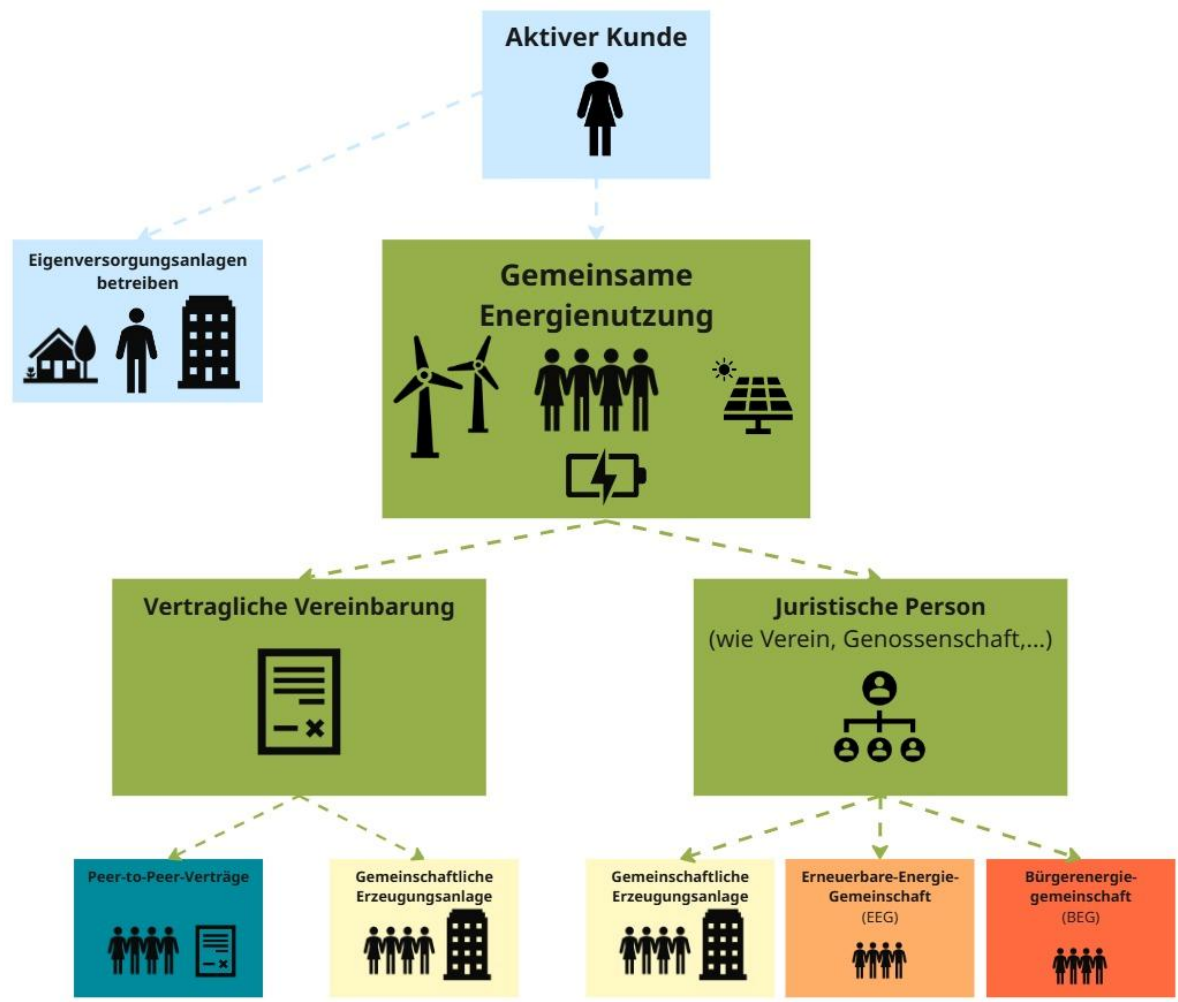 Aktiver Kunde
Eigenversorgungsanlagen
betreiben
Gemeinsame
Energienutzung
Vertragliche Vereinbarung
Juristische Person
(wie Verein, Genossenschaft,...)
Peer-to-Peer-Verträge
Gemeinschaftliche
Erzeugungsanlage
Gemeinschaftliche
Erzeugungsanlage
Erneuerbare-Energie-
Gemeinschaft
(EEG)
Bürgerenergie-
gemeinschaft
(BEG)